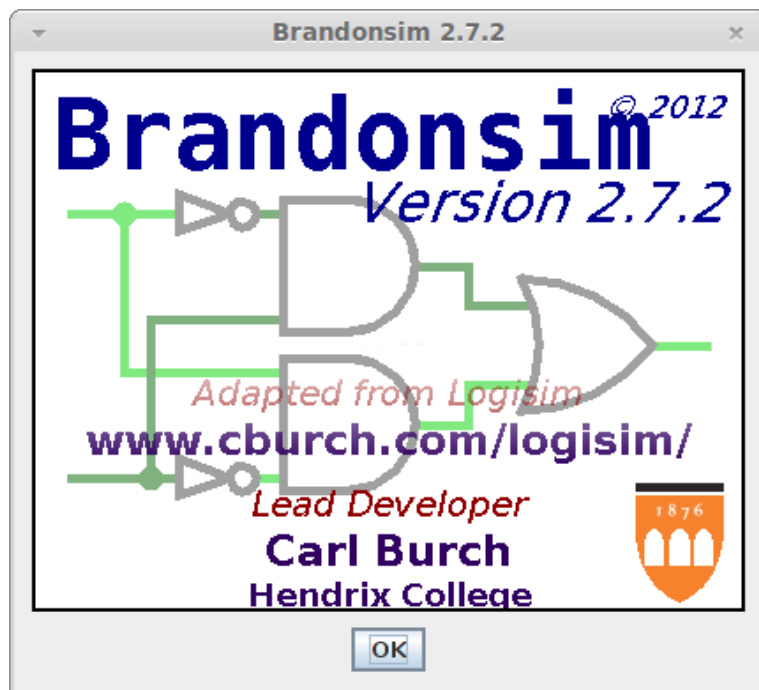 Brandonsim 2.7.2
Brandonsim
© 2012
Version 2.7.2
Adapted from Logisim
www.cburch.com/logisim/
Lead Developer
Carl Burch
Hendrix College
1876
OK